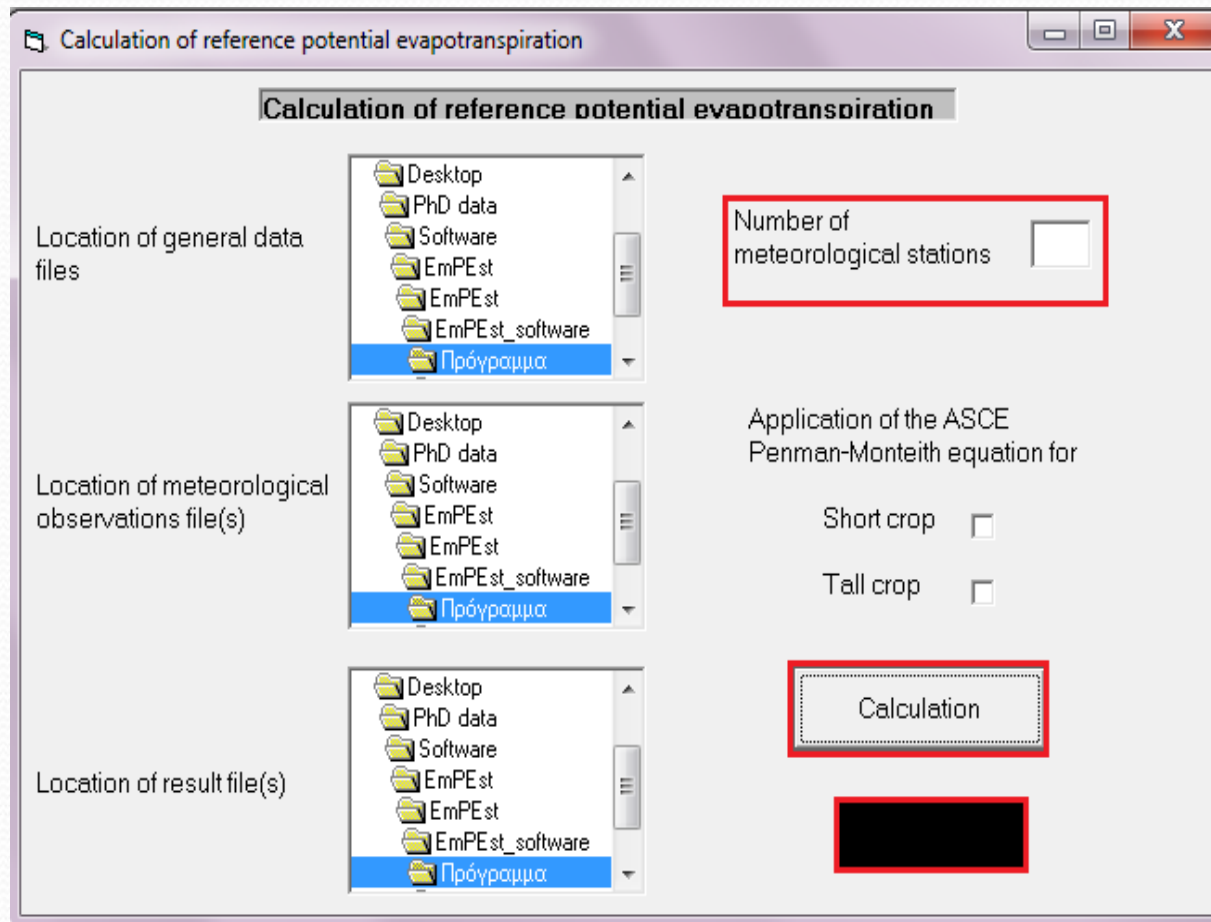 Calculation of reference potential evapotranspiration
Calculation of reference potential evapotranspiration
Location of general data
files
Desktop
PhD data
Software
EmPEst
EmPEst
EmPEst_software
Πρόγραμμα
Number of
meteorological stations
Location of meteorological
observations file(s)
Desktop
PhD data
Software
EmPEst
EmPEst
EmPEst_software
Πρόγραμμα
Application of the ASCE
Penman-Monteith equation for
Short crop
Tall crop
Location of result file(s)
Desktop
PhD data
Software
EmPEst
EmPEst
EmPEst_software
Πρόγραμμα
Calculation